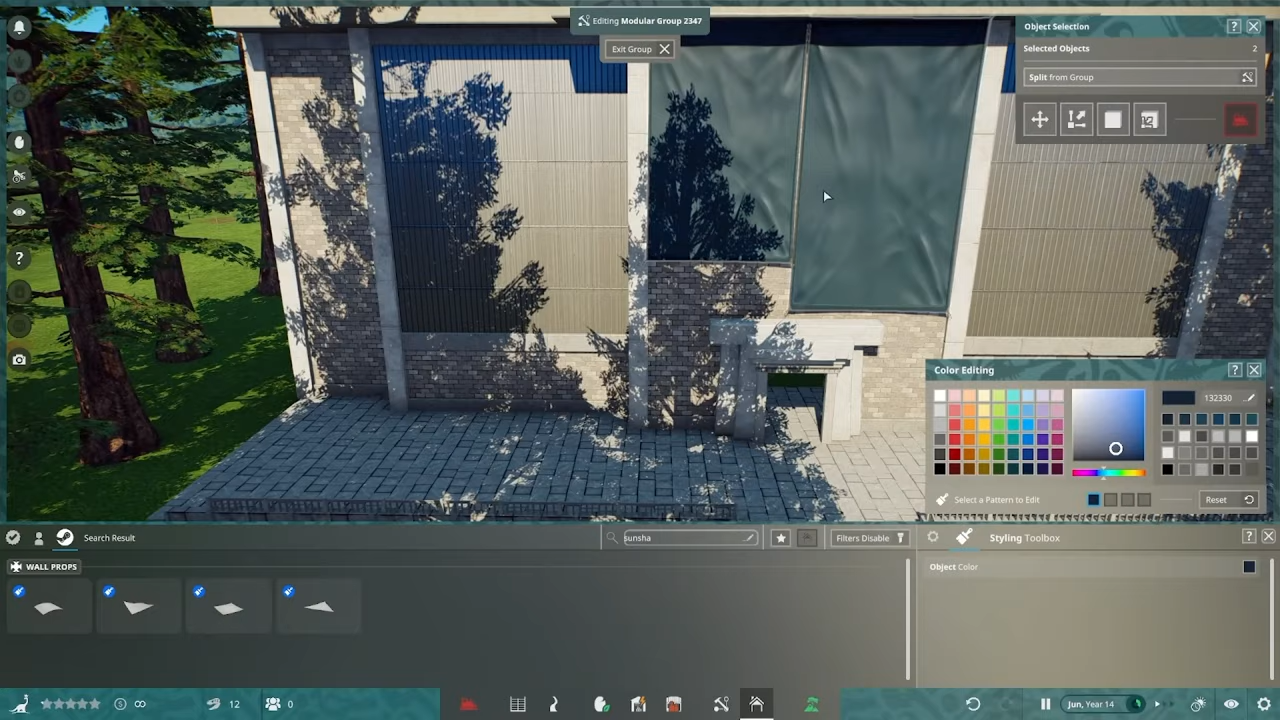 Editing Modular Group 2347
Exit Group
Object Selection
?
Selected Objects 2
Split from Group
?
Color Editing
?
132330
Select a Pattern to Edit
Reset
Search Result
sunsha
Filters Disable
Styling Toolbox
?
WALL PROPS
Object Color
∞
12
0
Jun, Year 14